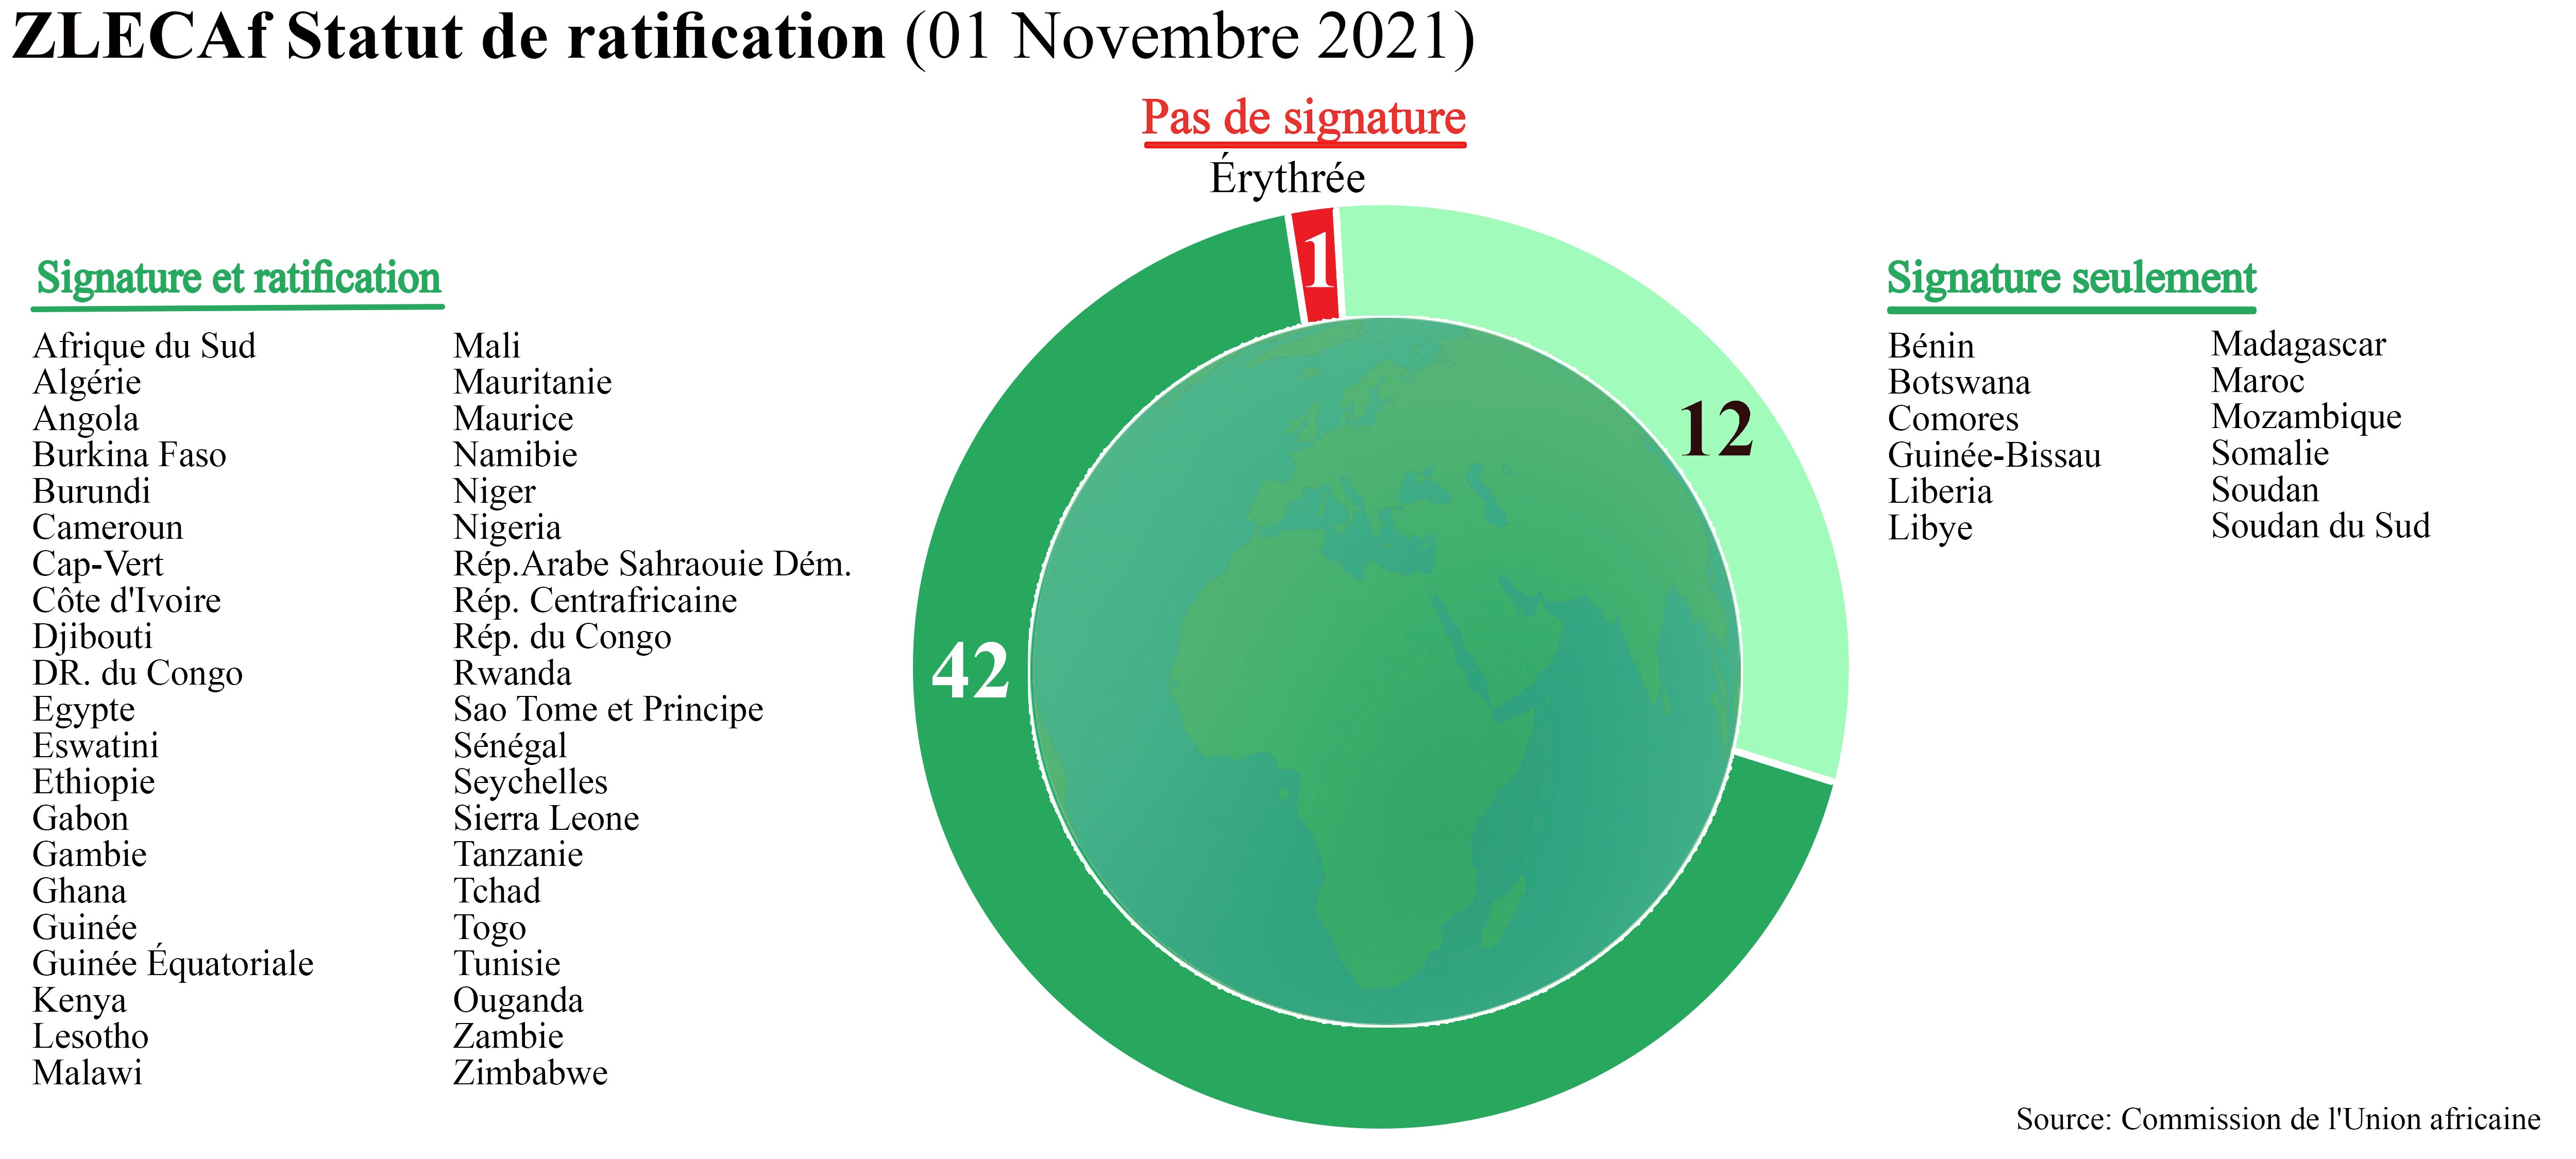 ZLECAf Statut de ratification (01 Novembre 2021)
Pas de signature
Érythrée
1
12
42
Signature et ratification
Afrique du Sud
Algérie
Angola
Burkina Faso
Burundi
Cameroun
Cap-Vert
Côte d'Ivoire
Djibouti
DR. du Congo
Egypte
Eswatini
Ethiopie
Gabon
Gambie
Ghana
Guinée
Guinée Équatoriale
Kenya
Lesotho
Malawi
Mali
Mauritanie
Maurice
Namibie
Niger
Nigeria
Rép.Arabe Sahraouie Dém.
Rép. Centrafricaine
Rép. du Congo
Rwanda
Sao Tome et Principe
Sénégal
Seychelles
Sierra Leone
Tanzanie
Tchad
Togo
Tunisie
Ouganda
Zambie
Zimbabwe
Signature seulement
Bénin
Botswana
Comores
Guinée-Bissau
Liberia
Libye
Madagascar
Maroc
Mozambique
Somalie
Soudan
Soudan du Sud
Source: Commission de l'Union africaine